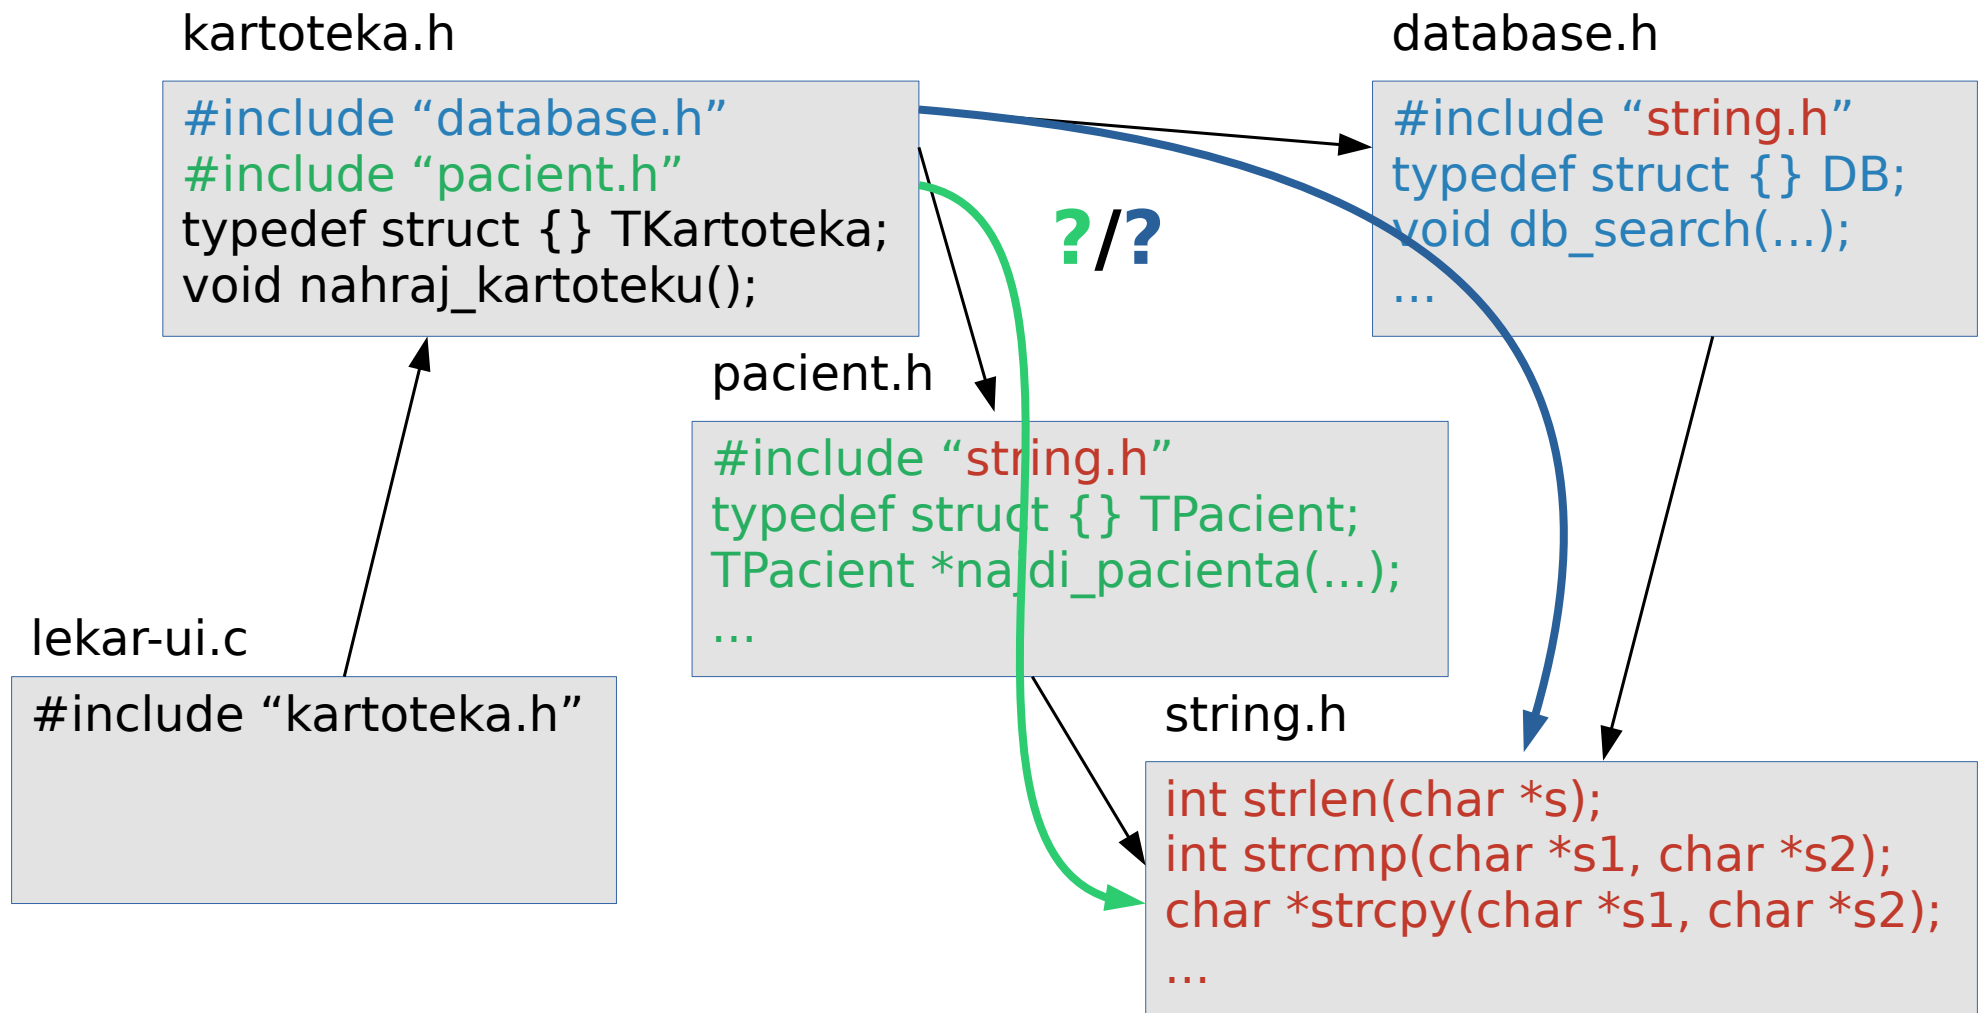 kartoteka.h
#include “database.h”
#include “pacient.h”
typedef struct {} TKartoteka;
void nahraj_kartoteku();
database.h
#include “string.h”
typedef struct {} DB;
void db_search(...);
...
?/?
pacient.h
#include “string.h”
typedef struct {} TPacient;
TPacient *najdi_pacienta(...);
...
lekar-ui.c
#include “kartoteka.h”
string.h
int strlen(char *s);
int strcmp(char *s1, char *s2);
char *strcpy(char *s1, char *s2);
...